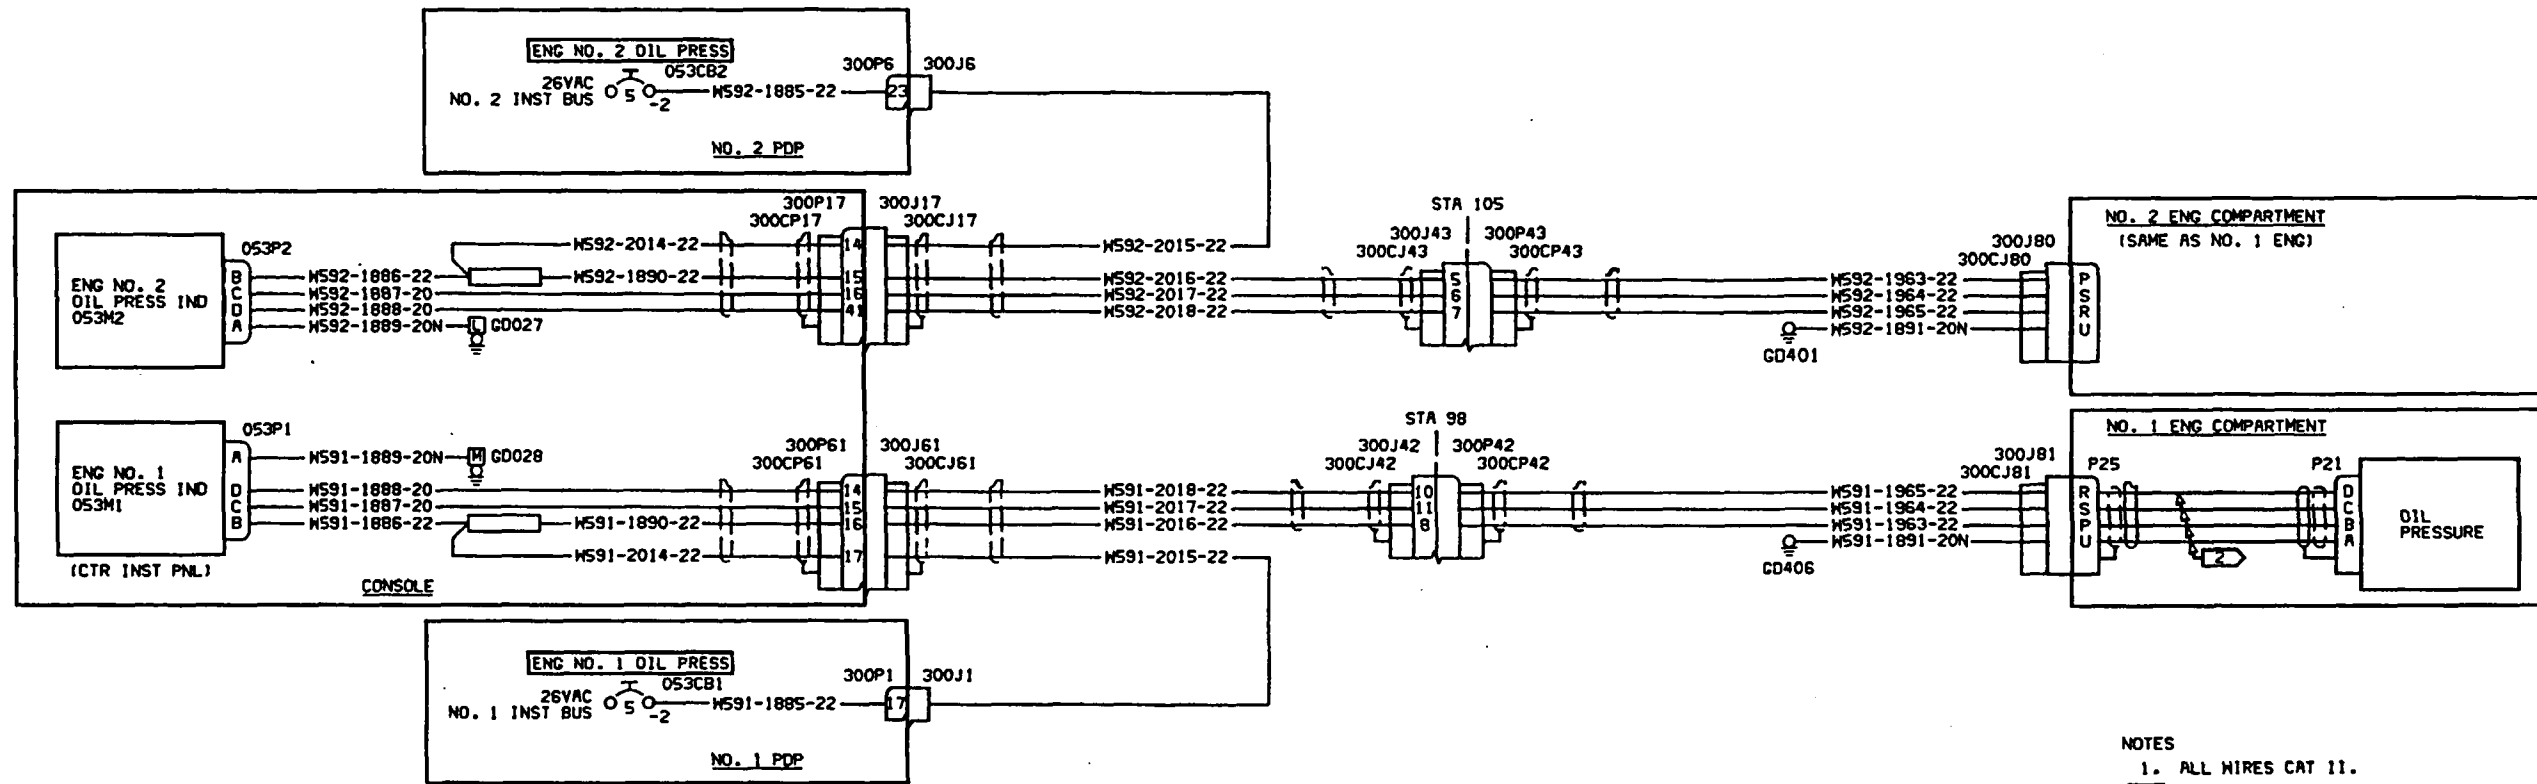 ENG NO. 2 OIL PRESS
053CB2
26VAC
NO. 2 INST BUS
5
-2
W592-1885-22
300P6
300J6
23
NO. 2 PDP
ENG NO. 2
OIL PRESS IND
053M2
053P2
B
C
D
A
W592-1886-22
W592-1887-20
W592-1888-20
W592-1889-20N
L
GD027
W592-2014-22
W592-1890-22
300P17
300CP17
300J17
300CJ17
14
15
16
41
W592-2015-22
W592-2016-22
W592-2017-22
W592-2018-22
STA 105
300J43
300CJ43
300P43
300CP43
5
6
7
W592-1963-22
W592-1964-22
W592-1965-22
W592-1891-20N
GD401
300J80
300CJ80
P
S
R
U
NO. 2 ENG COMPARTMENT
(SAME AS NO. 1 ENG)
ENG NO. 1
OIL PRESS IND
053M1
(CTR INST PNL)
053P1
A
D
C
B
W591-1889-20N
M
GD028
W591-1888-20
W591-1887-20
W591-1886-22
W591-1890-22
W591-2014-22
CONSOLE
300P61
300CP61
300J61
300CJ61
14
15
16
17
W591-2018-22
W591-2017-22
W591-2016-22
W591-2015-22
STA 98
300J42
300CJ42
300P42
300CP42
10
11
8
W591-1965-22
W591-1964-22
W591-1963-22
W591-1891-20N
GD406
300J81
300CJ81
R
S
P
U
NO. 1 ENG COMPARTMENT
P25
P21
2
D
C
B
A
OIL
PRESSURE
ENG NO. 1 OIL PRESS
053CB1
26VAC
NO. 1 INST BUS
5
-2
W591-1885-22
300P1
300J1
17
NO. 1 PDP
NOTES
1. ALL WIRES CAT II.